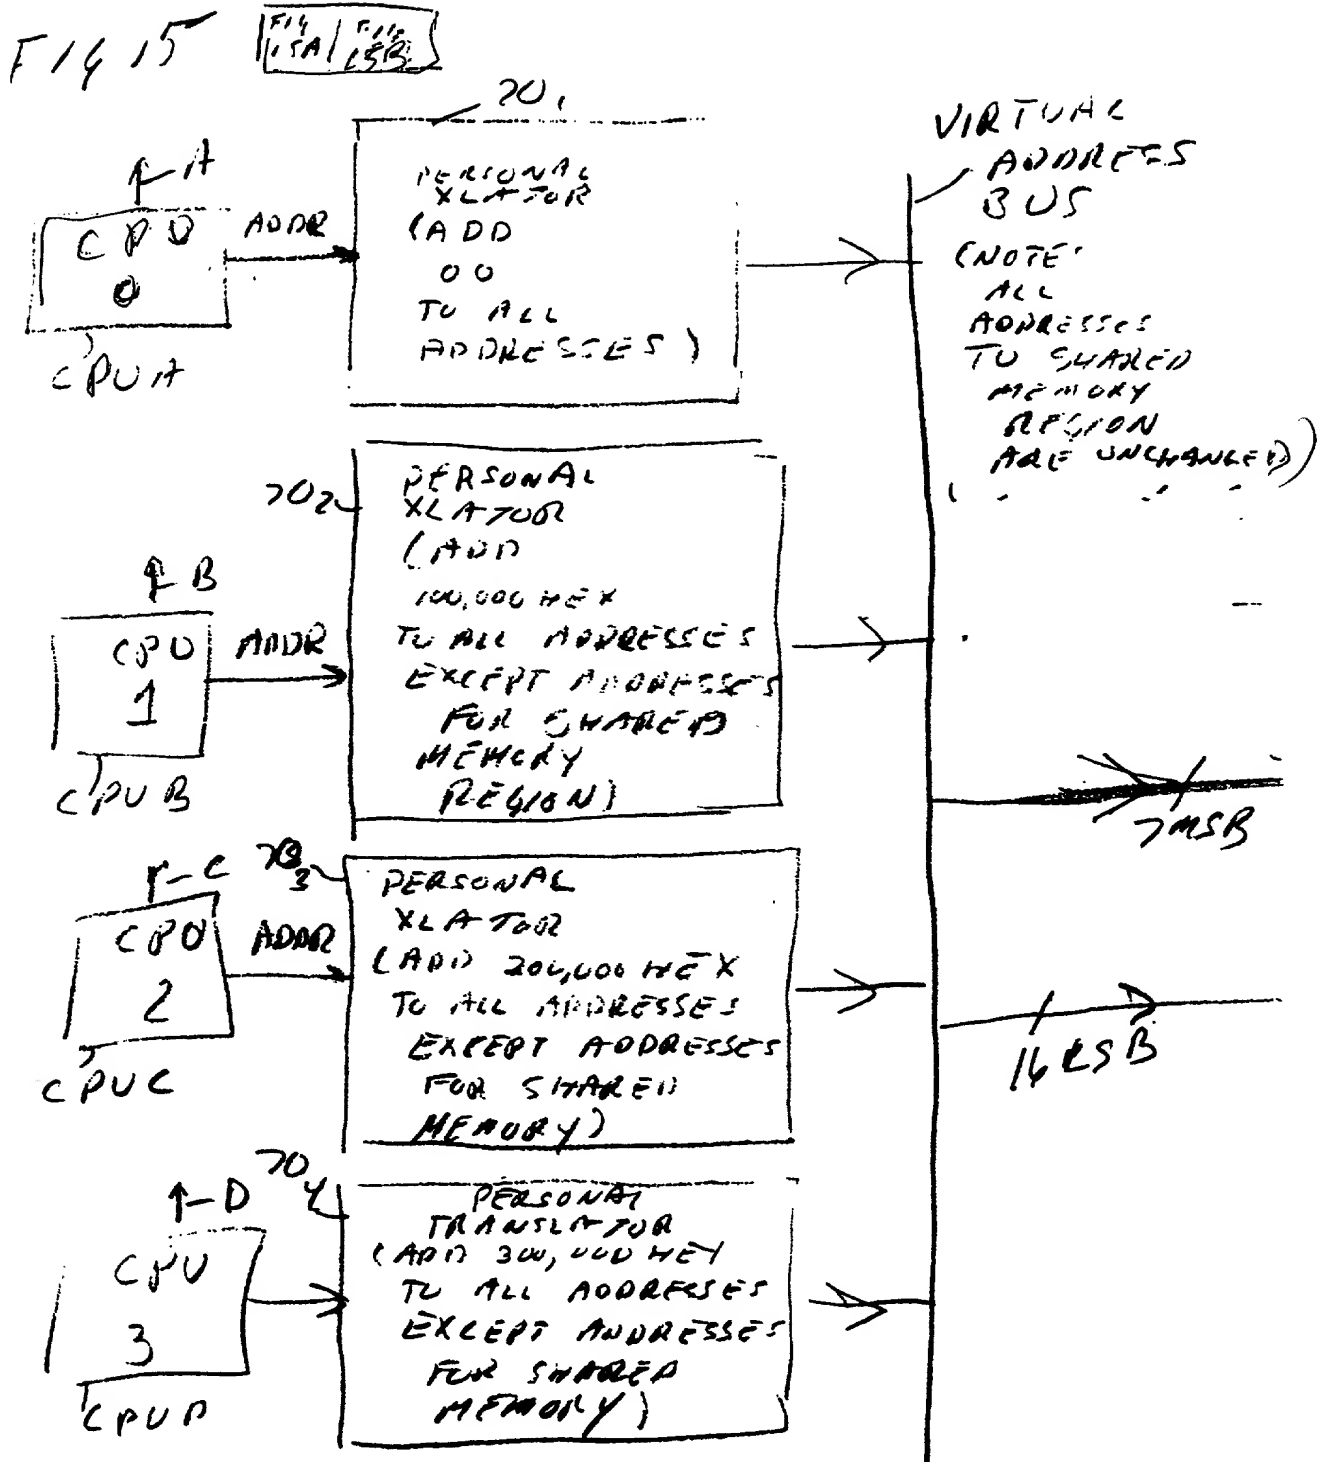 FIG 15
FIG FIG
15A 15B
70₁
PERSONAL
XLATOR
(ADD
00
TO ALL
ADDRESSES)
A
CPU
0
ADDR
CPU A
VIRTUAL
ADDRESS
BUS
(NOTE:
ALL
ADDRESSES
TO SHARED
MEMORY
REGION
ARE UNCHANGED)
70₂
PERSONAL
XLATOR
(ADD
100,000 HEX
TO ALL ADDRESSES
EXCEPT ADDRESSES
FOR SHARED
MEMORY
REGION)
B
CPU
1
ADDR
CPU B
7 MSB
70₃
PERSONAL
XLATOR
(ADD 200,000 HEX
TO ALL ADDRESSES
EXCEPT ADDRESSES
FOR SHARED
MEMORY)
C
CPU
2
ADDR
CPU C
16 LSB
70₄
PERSONAL
TRANSLATOR
(ADD 300,000 HEX
TO ALL ADDRESSES
EXCEPT ADDRESSES
FOR SHARED
MEMORY)
D
CPU
3
CPU D